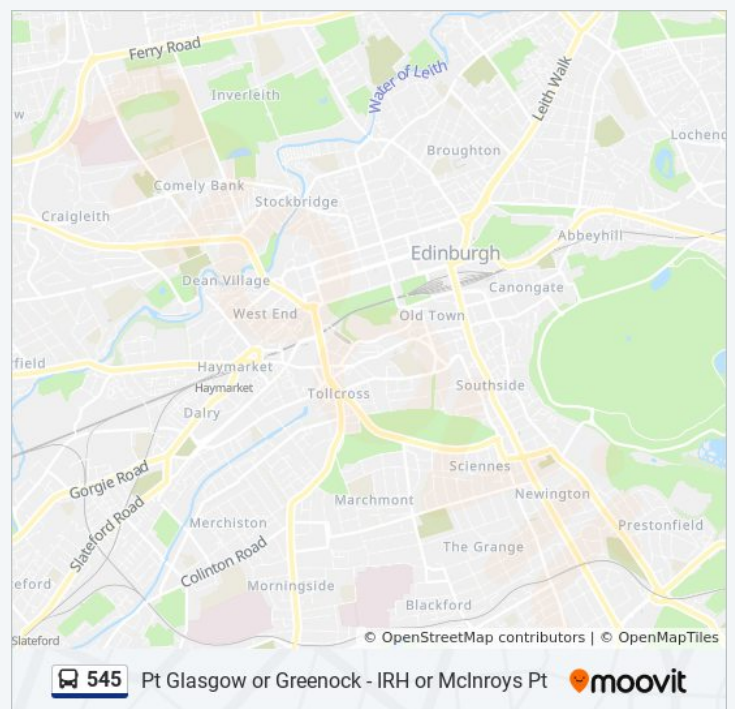 Ferry Road
Inverleith
Water of Leith
Leith Walk
w
Lochend
Broughton
Comely Bank
Stockbridge
Craigleith
Abbeyhill
Edinburgh
Dean Village
Canongate
West End
Old Town
field
Haymarket
Haymarket
Southside
Tollcross
Dalry
Sciennes
Gorgie Road
Newington
Marchmont
Slateford Road
Merchiston
Prestonfield
The Grange
Colinton Road
eford
Morningside
Blackford
Slateford
© OpenStreetMap contributors | © OpenMapTiles
545 Pt Glasgow or Greenock - IRH or McInroys Pt moovit